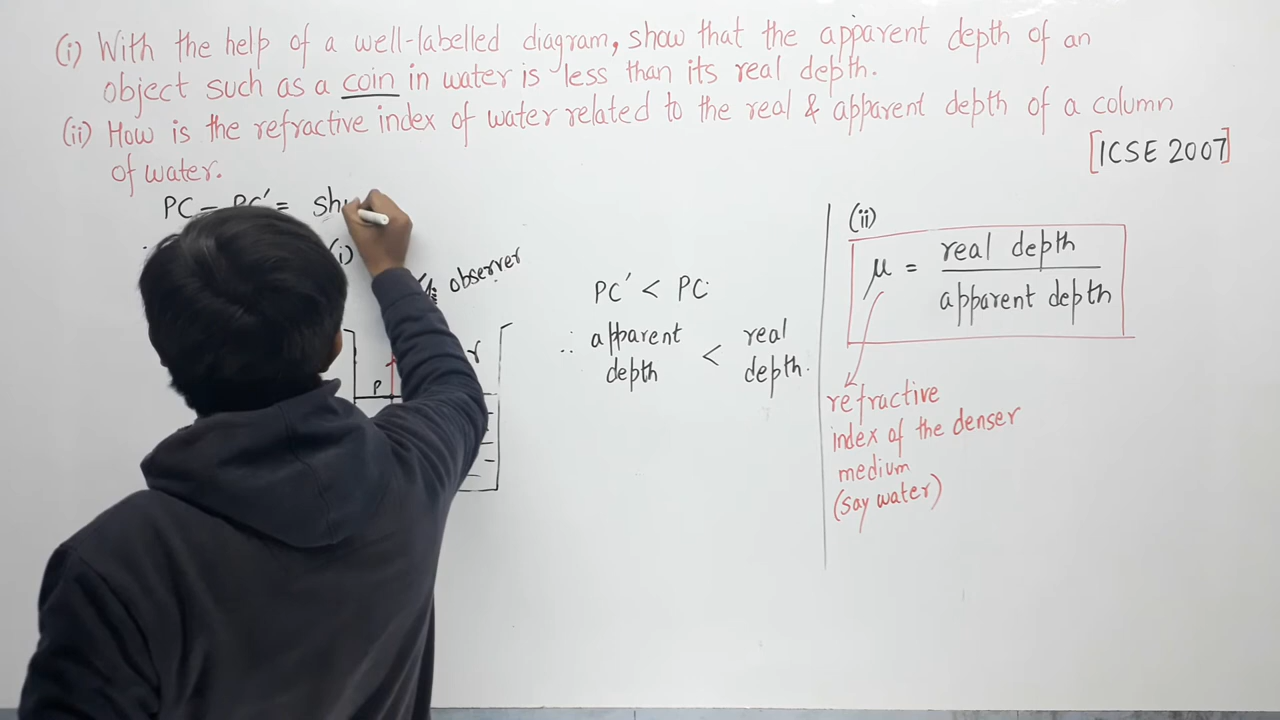 (i) With the help of a well-labelled diagram, show that the apparent depth of an
object such as a coin in water is less than its real depth.
(ii) How is the refractive index of water related to the real & apparent depth of a column
of water.
[ICSE 2007]
PC - PC' =
(i)
observer
P
PC' < PC
∴ apparent depth < real depth.
(ii)
μ = real depth / apparent depth
refractive
index of the denser
medium
(say water)